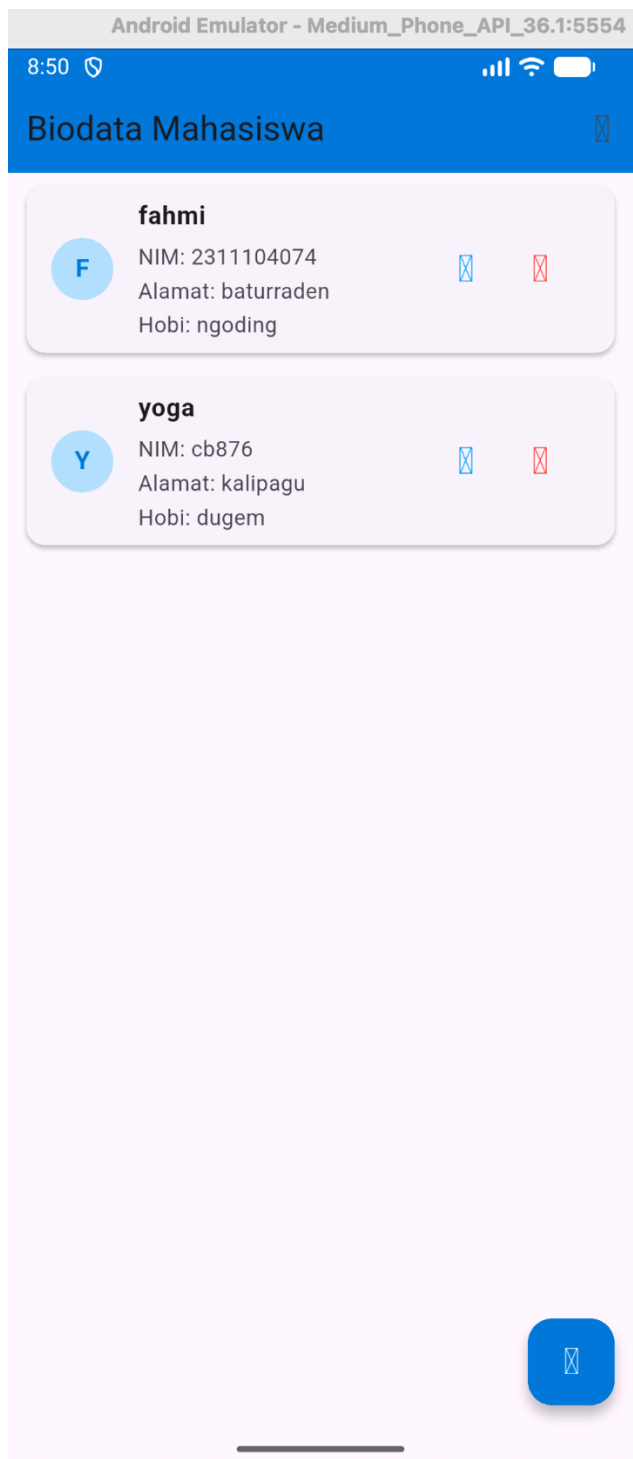 Android Emulator - Medium_Phone_API_36.1:5554
8:50
Biodata Mahasiswa
fahmi
F
NIM: 2311104074
Alamat: baturraden
Hobi: ngoding
yoga
Y
NIM: cb876
Alamat: kalipagu
Hobi: dugem